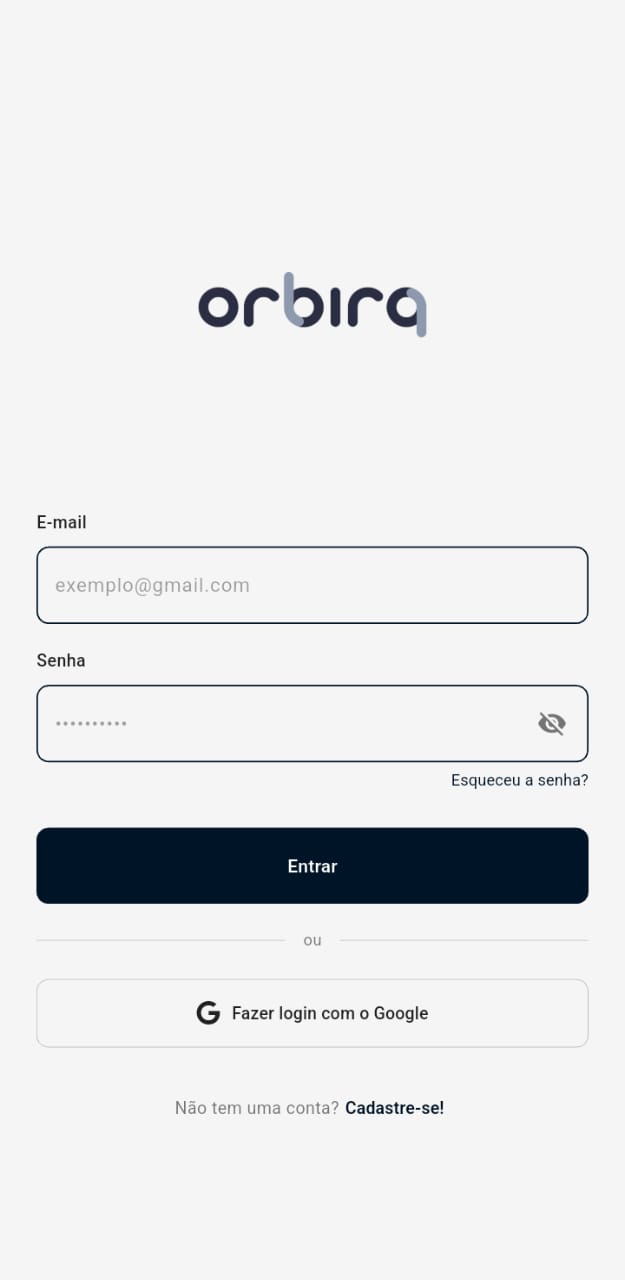 orbirq
E-mail
exemplo@gmail.com
Senha
••••••••••
Esqueceu a senha?
Entrar
ou
Fazer login com o Google
Não tem uma conta? Cadastre-se!